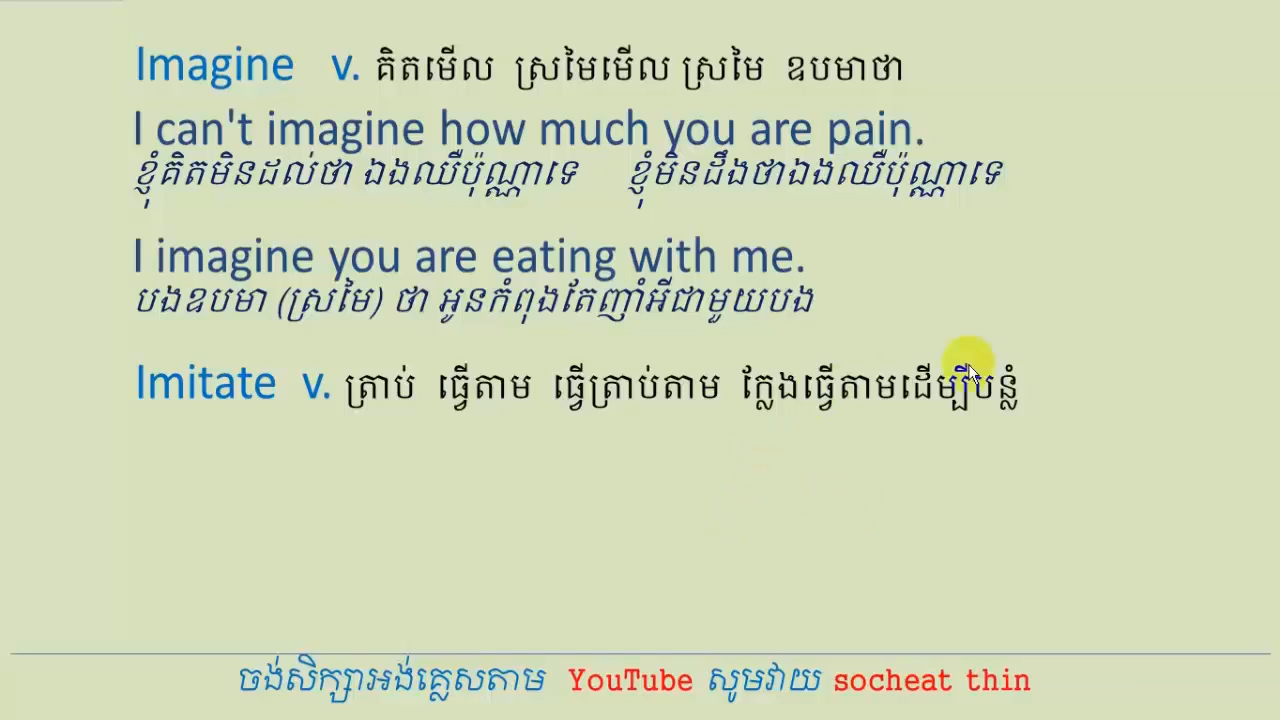 Imagine v. គិតមើល ស្រមៃមើល ស្រមៃ ឧបមាថា
I can't imagine how much you are pain.
ខ្ញុំគិតមិនដល់ថា ឯងឈឺប៉ុណ្ណាទេ ខ្ញុំមិនដឹងថាឯងឈឺប៉ុណ្ណាទេ
I imagine you are eating with me.
បងឧបមា (ស្រមៃ) ថា អូនកំពុងតែញាំអីជាមួយបង
Imitate v. ត្រាប់ ធ្វើតាម ធ្វើត្រាប់តាម ក្លែងធ្វើតាមដើម្បីបន្លំ
ចង់សិក្សាអង់គ្លេសតាម YouTube សូមវាយ socheat thin